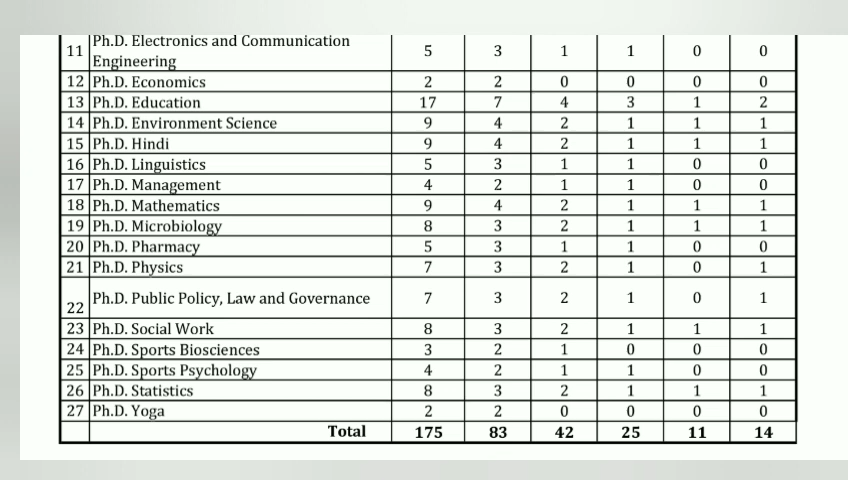 11 Ph.D. Electronics and Communication Engineering 5 3 1 1 0 0
12 Ph.D. Economics 2 2 0 0 0 0
13 Ph.D. Education 17 7 4 3 1 2
14 Ph.D. Environment Science 9 4 2 1 1 1
15 Ph.D. Hindi 9 4 2 1 1 1
16 Ph.D. Linguistics 5 3 1 1 0 0
17 Ph.D. Management 4 2 1 1 0 0
18 Ph.D. Mathematics 9 4 2 1 1 1
19 Ph.D. Microbiology 8 3 2 1 1 1
20 Ph.D. Pharmacy 5 3 1 1 0 0
21 Ph.D. Physics 7 3 2 1 0 1
22 Ph.D. Public Policy, Law and Governance 7 3 2 1 0 1
23 Ph.D. Social Work 8 3 2 1 1 1
24 Ph.D. Sports Biosciences 3 2 1 0 0 0
25 Ph.D. Sports Psychology 4 2 1 1 0 0
26 Ph.D. Statistics 8 3 2 1 1 1
27 Ph.D. Yoga 2 2 0 0 0 0
Total 175 83 42 25 11 14